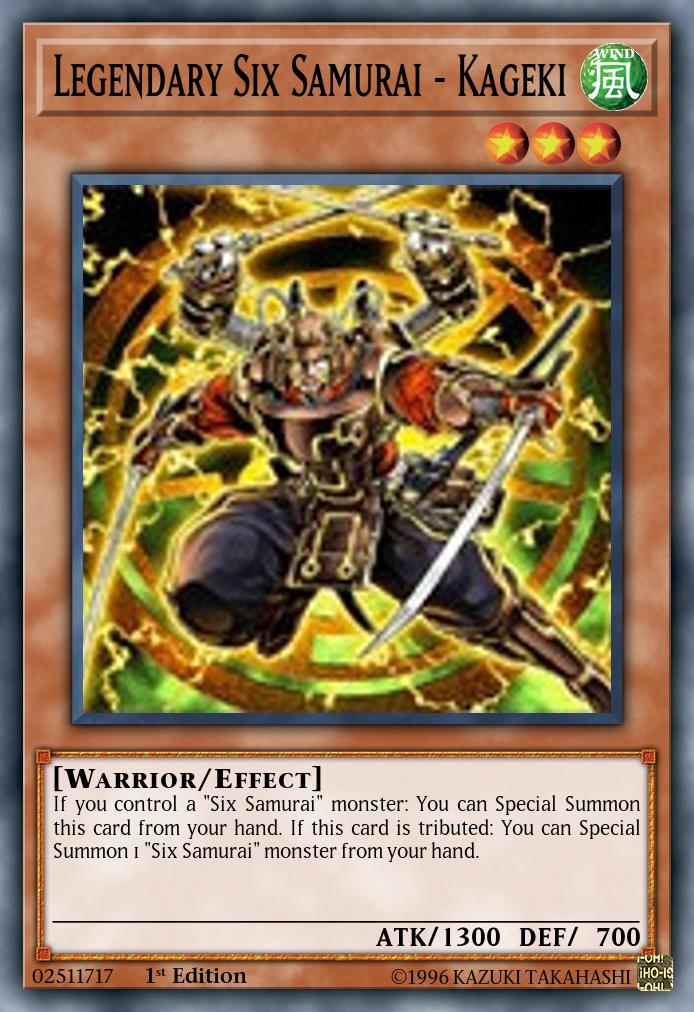 LEGENDARY SIX SAMURAI - KAGEKI
WIND
風
[WARRIOR/EFFECT]
If you control a "Six Samurai" monster: You can Special Summon
this card from your hand. If this card is tributed: You can Special
Summon 1 "Six Samurai" monster from your hand.
ATK/1300 DEF/ 700
02511717 1st Edition ©1996 KAZUKI TAKAHASHI